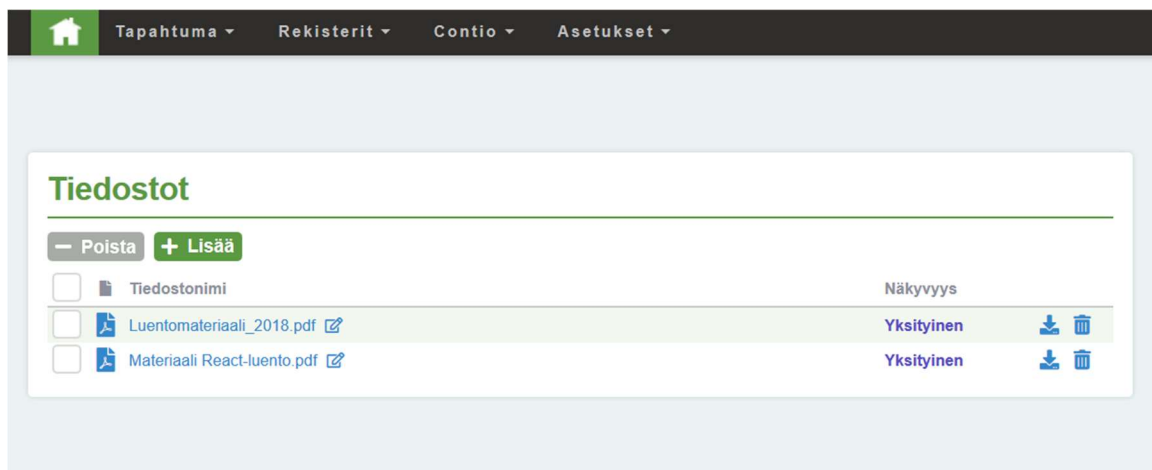 Tapahtuma Rekisterit Contio Asetukset
Tiedostot
Poista Lisää
Tiedostonimi Näkyvyys
Luentomateriaali_2018.pdf Yksityinen
Materiaali React-luento.pdf Yksityinen